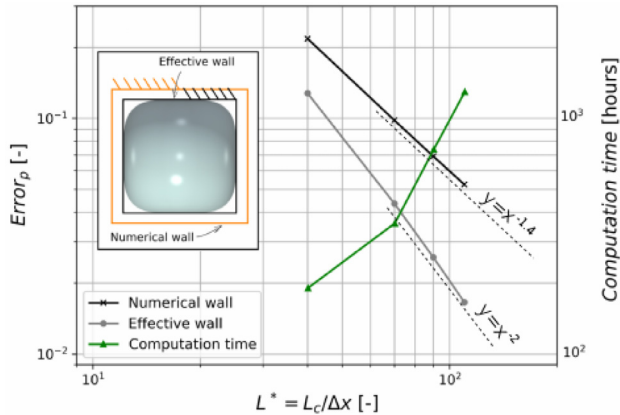 Effective wall
Numerical wall
Error_p [-]
10⁻¹
10⁻²
Computation time [hours]
10³
10²
y=x^-1.4
y=x^-2
Numerical wall
Effective wall
Computation time
10¹
10²
L* = L_c/Δx [-]